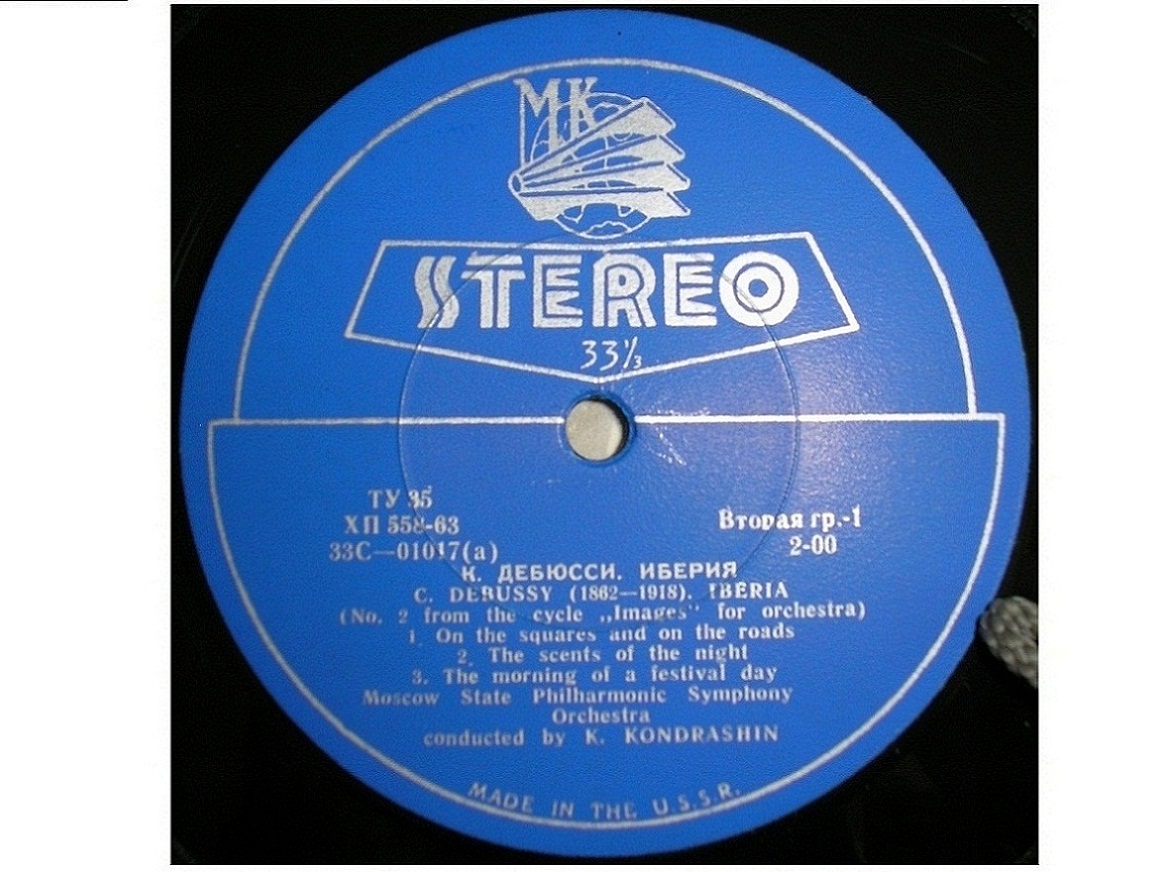 МК
STEREO
33⅓
ТУ 35
ХП 558-63
33С—01017(а)
Вторая гр.-1
2-00
К. ДЕБЮССИ. ИБЕРИЯ
C. DEBUSSY (1862—1918). IBERIA
(No. 2 from the cycle „Images" for orchestra)
1. On the squares and on the roads
2. The scents of the night
3. The morning of a festival day
Moscow State Philharmonic Symphony
Orchestra
conducted by K. KONDRASHIN
MADE IN THE U.S.S.R.